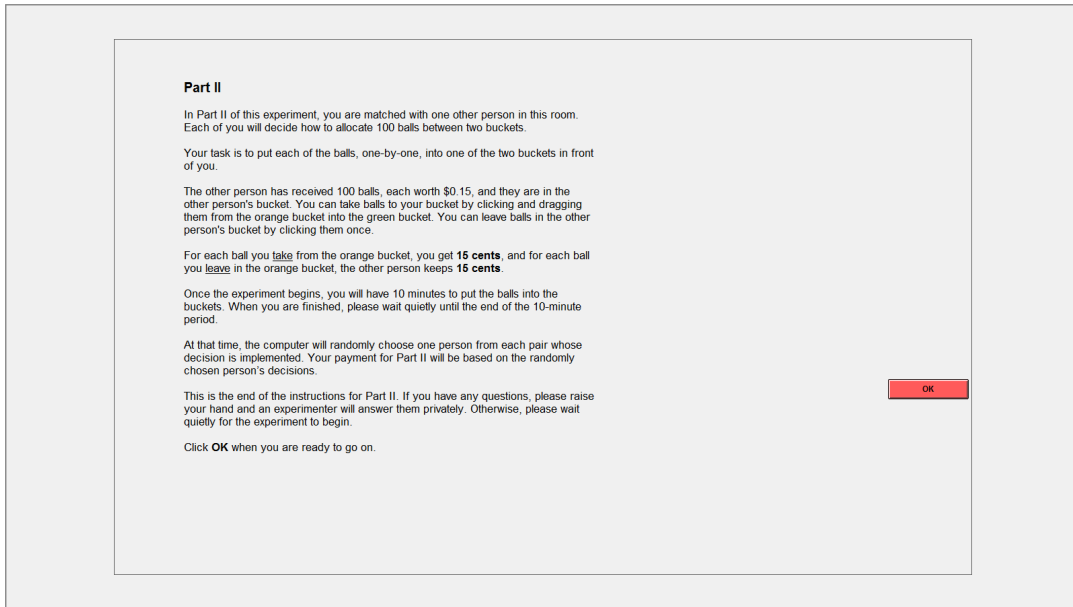 Part II
In Part II of this experiment, you are matched with one other person in this room.
Each of you will decide how to allocate 100 balls between two buckets.
Your task is to put each of the balls, one-by-one, into one of the two buckets in front
of you.
The other person has received 100 balls, each worth $0.15, and they are in the
other person's bucket. You can take balls to your bucket by clicking and dragging
them from the orange bucket into the green bucket. You can leave balls in the other
person's bucket by clicking them once.
For each ball you take from the orange bucket, you get 15 cents, and for each ball
you leave in the orange bucket, the other person keeps 15 cents.
Once the experiment begins, you will have 10 minutes to put the balls into the
buckets. When you are finished, please wait quietly until the end of the 10-minute
period.
At that time, the computer will randomly choose one person from each pair whose
decision is implemented. Your payment for Part II will be based on the randomly
chosen person's decisions.
This is the end of the instructions for Part II. If you have any questions, please raise
your hand and an experimenter will answer them privately. Otherwise, please wait
quietly for the experiment to begin.
Click OK when you are ready to go on.
OK